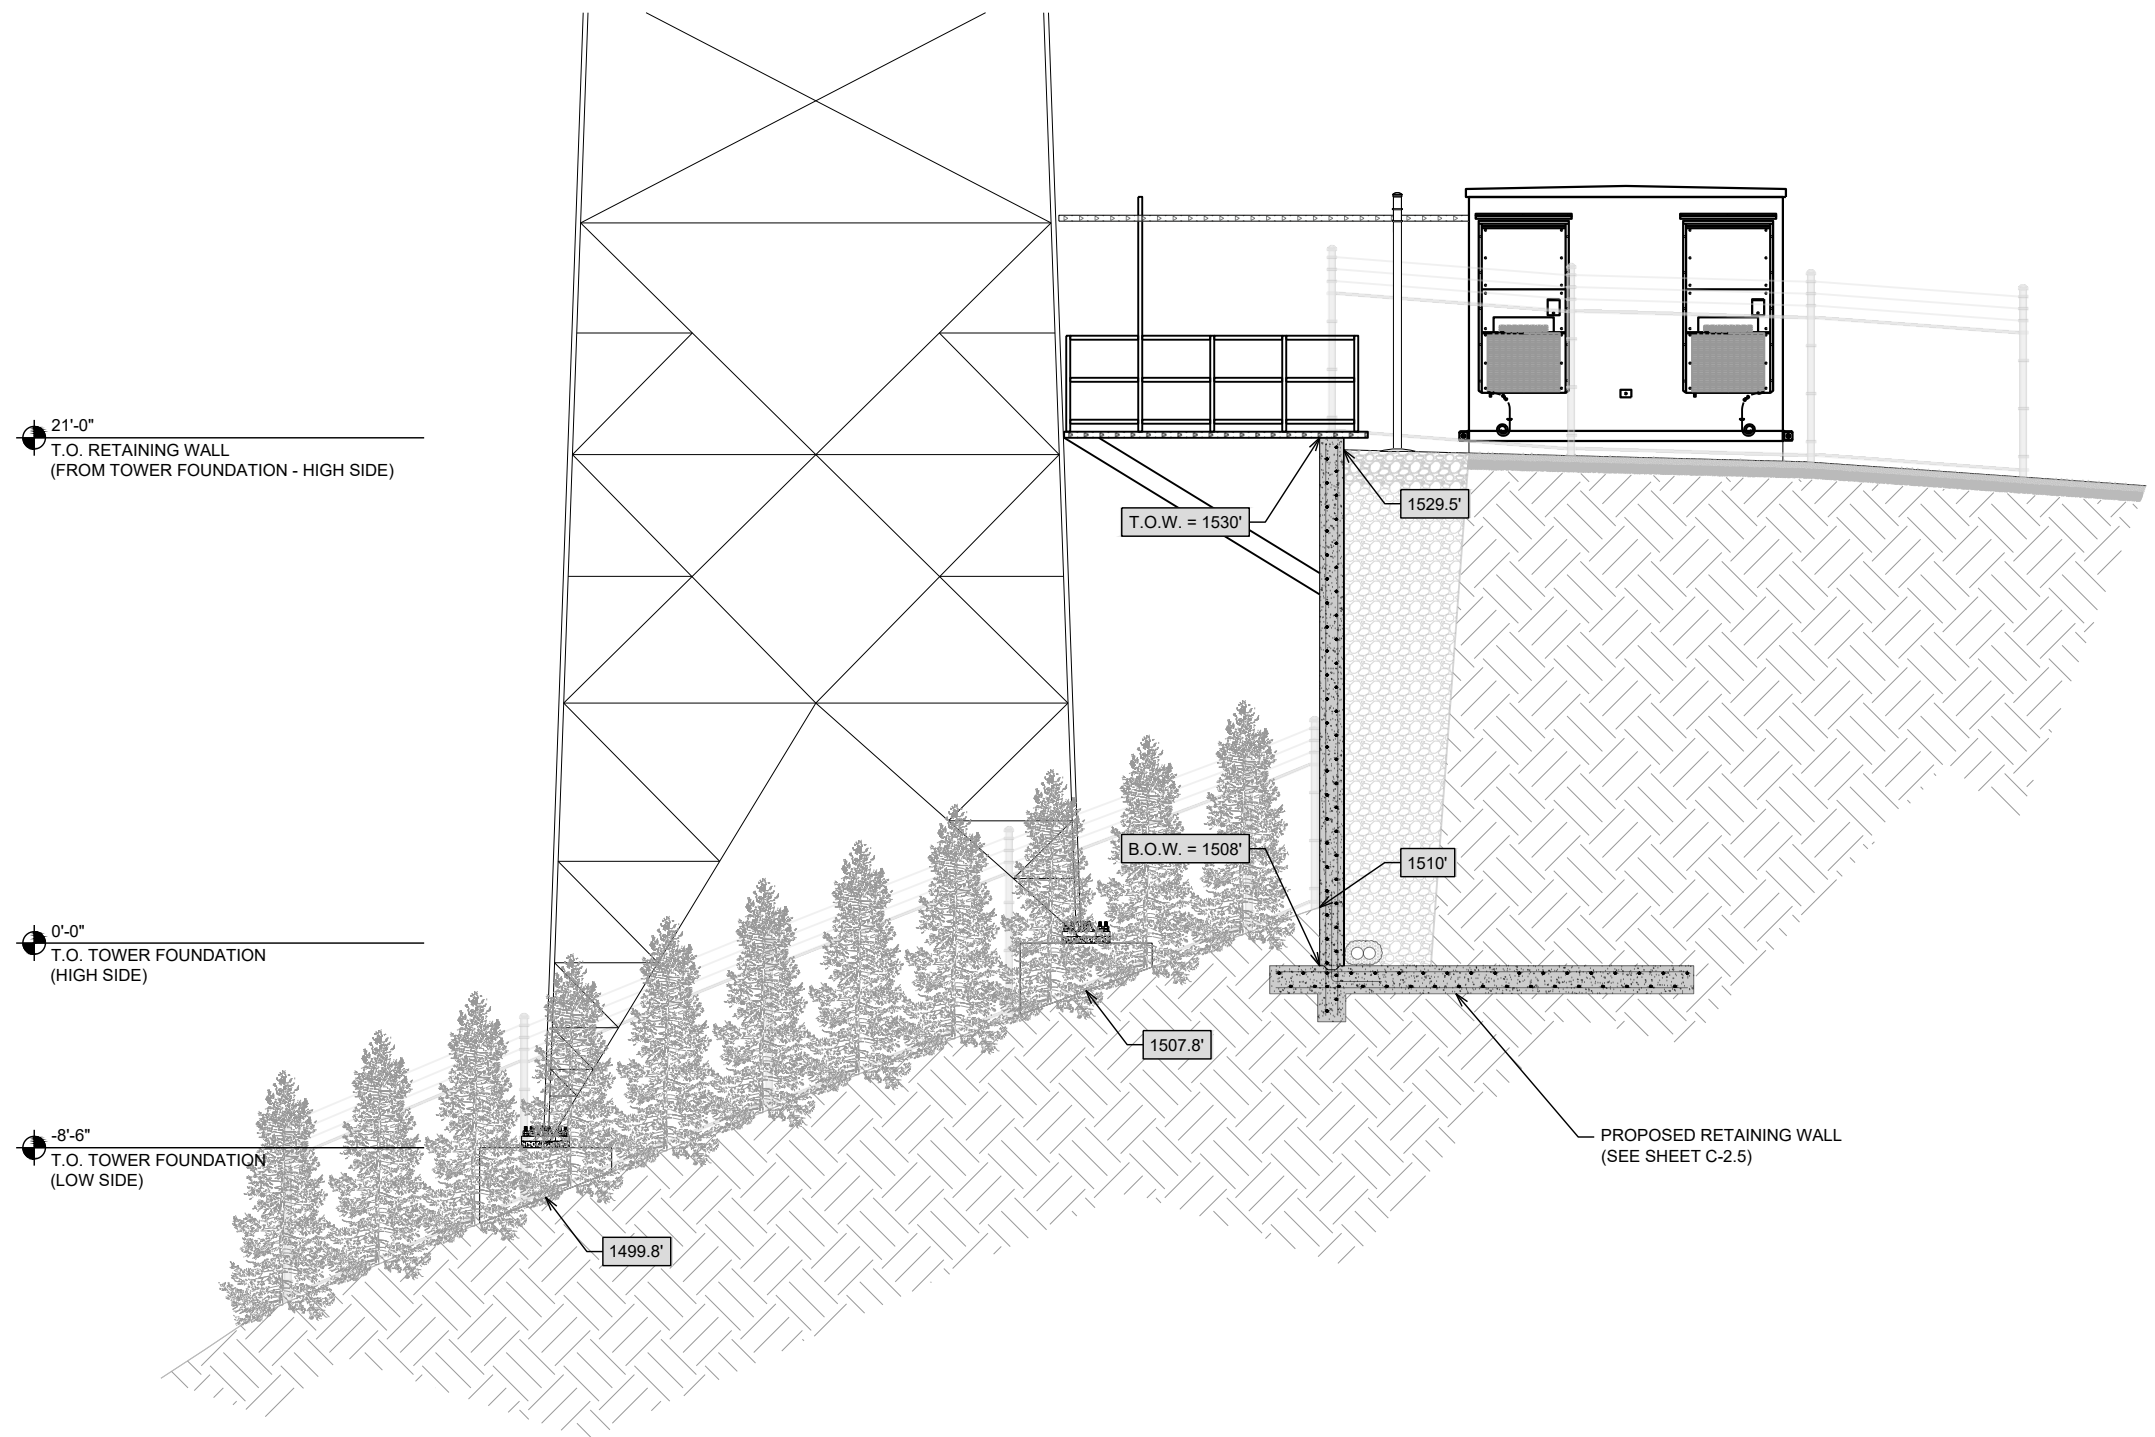 21'-0"
T.O. RETAINING WALL
(FROM TOWER FOUNDATION - HIGH SIDE)
1529.5'
T.O.W. = 1530'
B.O.W. = 1508'
1510'
0'-0"
T.O. TOWER FOUNDATION
(HIGH SIDE)
1507.8'
-8'-6"
T.O. TOWER FOUNDATION
(LOW SIDE)
PROPOSED RETAINING WALL
(SEE SHEET C-2.5)
1499.8'